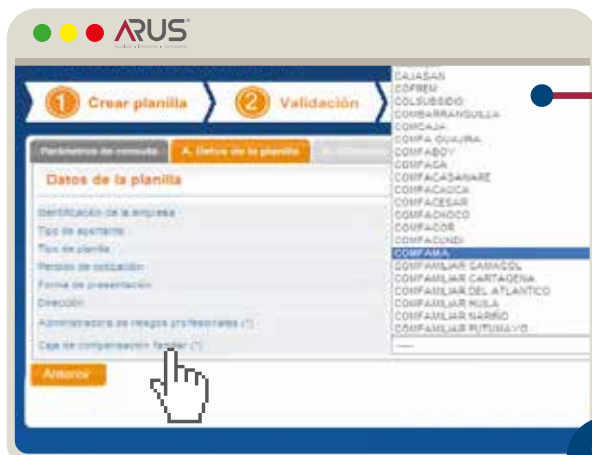 ARUS
1 Crear planilla
2 Validación
Parámetros de consulta
A. Datos de la planilla
Datos de la planilla
Identificación de la empresa
Tipo de aportante
Tipo de planilla
Periodo de cotización
Forma de presentación
Dirección
Administradora de riesgos profesionales (*)
Caja de compensación familiar (*)
Anterior
CAJASAN
COFREM
COLSUBSIDIO
COMBARRANQUILLA
COMCAJA
COMFA GUAJIRA
COMFABOY
COMFACA
COMFACASANARE
COMFACAUCA
COMFACESAR
COMFACHOCO
COMFACOR
COMFACUNDI
COMFAMA
COMFAMILIAR CAMACOL
COMFAMILIAR CARTAGENA
COMFAMILIAR DEL ATLANTICO
COMFAMILIAR HUILA
COMFAMILIAR NARIÑO
COMFAMILIAR PUTUMAYO
----